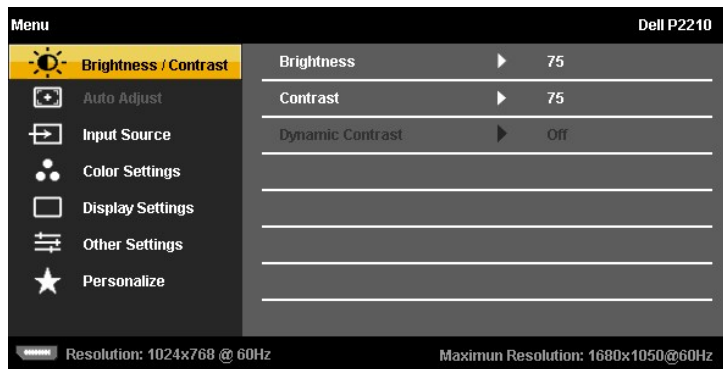 Menu Dell P2210
Brightness / Contrast Brightness 75
Auto Adjust Contrast 75
Input Source Dynamic Contrast Off
Color Settings
Display Settings
Other Settings
Personalize
Resolution: 1024x768 @ 60Hz Maximun Resolution: 1680x1050@60Hz